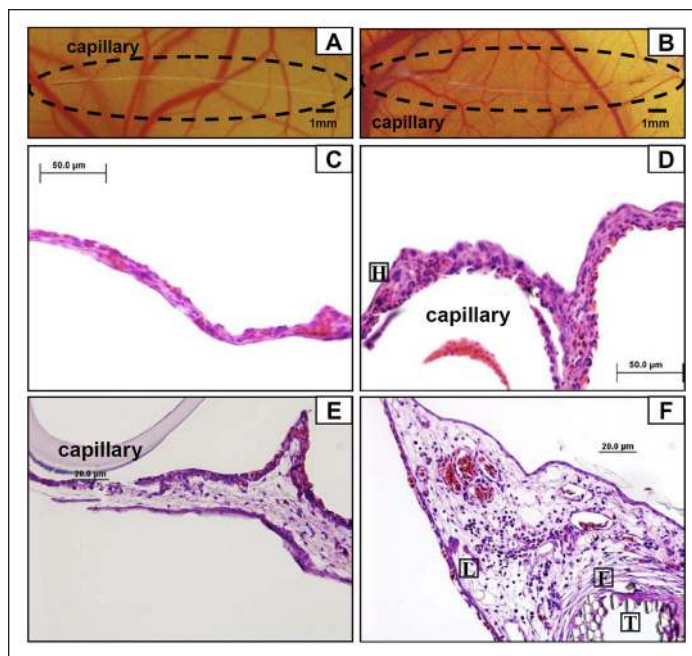 capillary
A
1mm
B
capillary
1mm
C
50.0 µm
D
H
capillary
50.0 µm
E
capillary
20.0 µm
F
20.0 µm
L
F
T